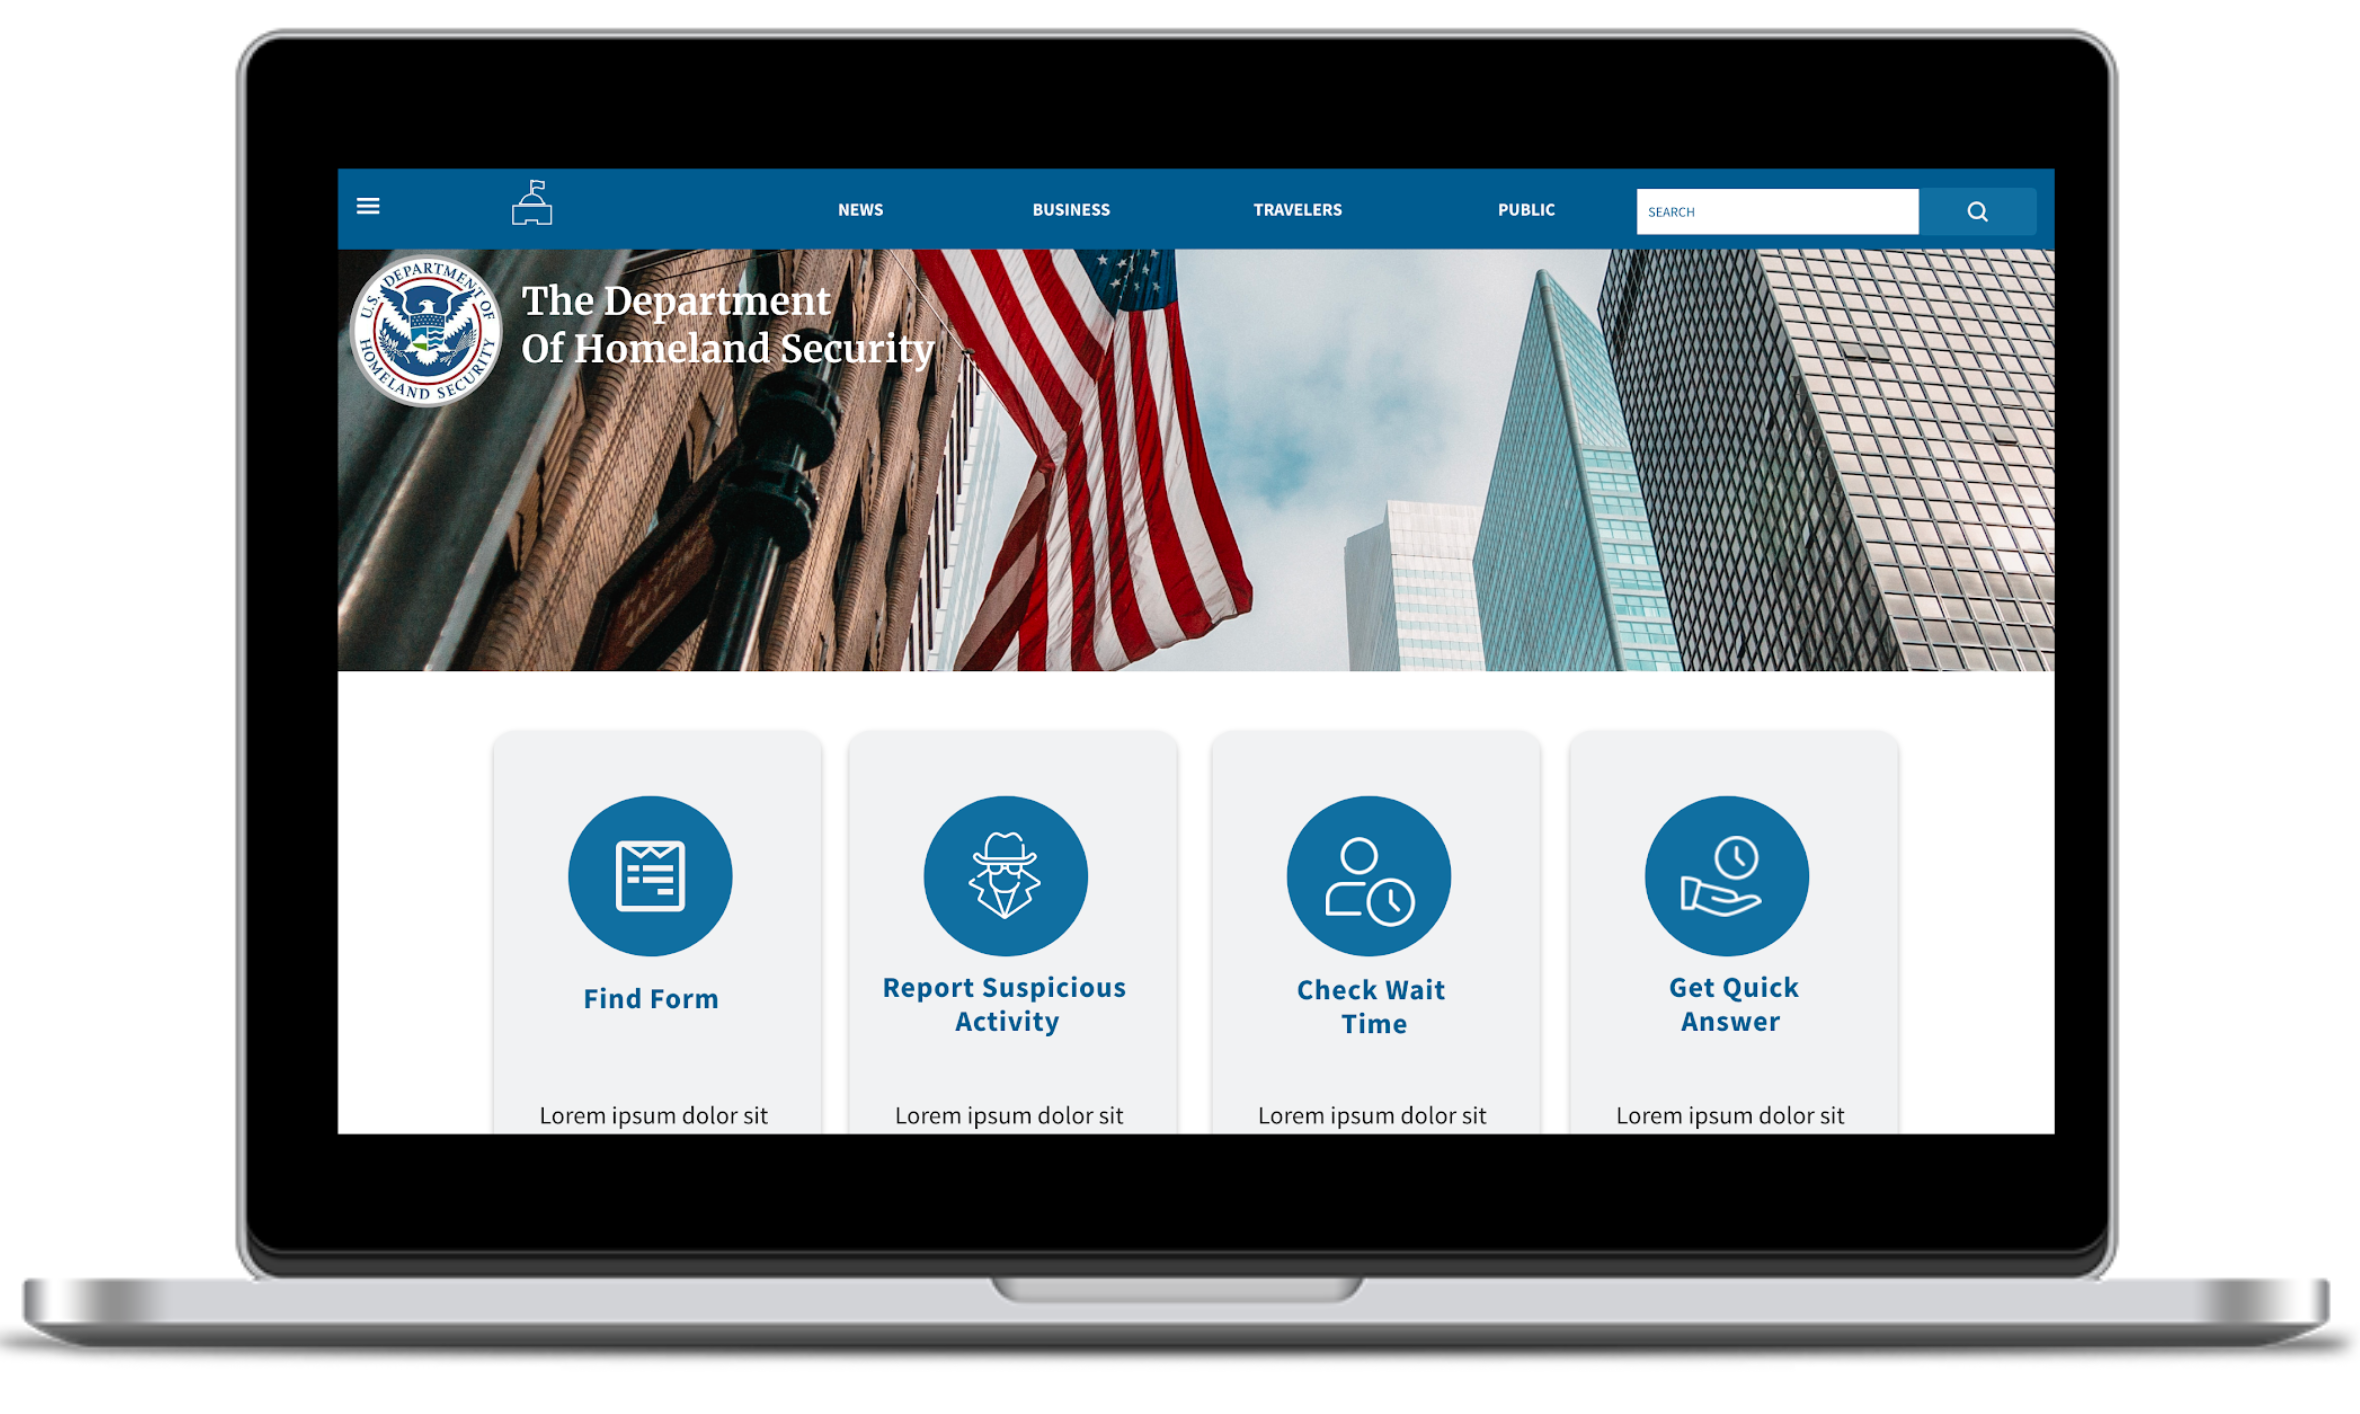 NEWS BUSINESS TRAVELERS PUBLIC SEARCH
U.S. DEPARTMENT OF HOMELAND SECURITY
The Department
Of Homeland Security
Find Form
Report Suspicious
Activity
Check Wait
Time
Get Quick
Answer
Lorem ipsum dolor sit
Lorem ipsum dolor sit
Lorem ipsum dolor sit
Lorem ipsum dolor sit